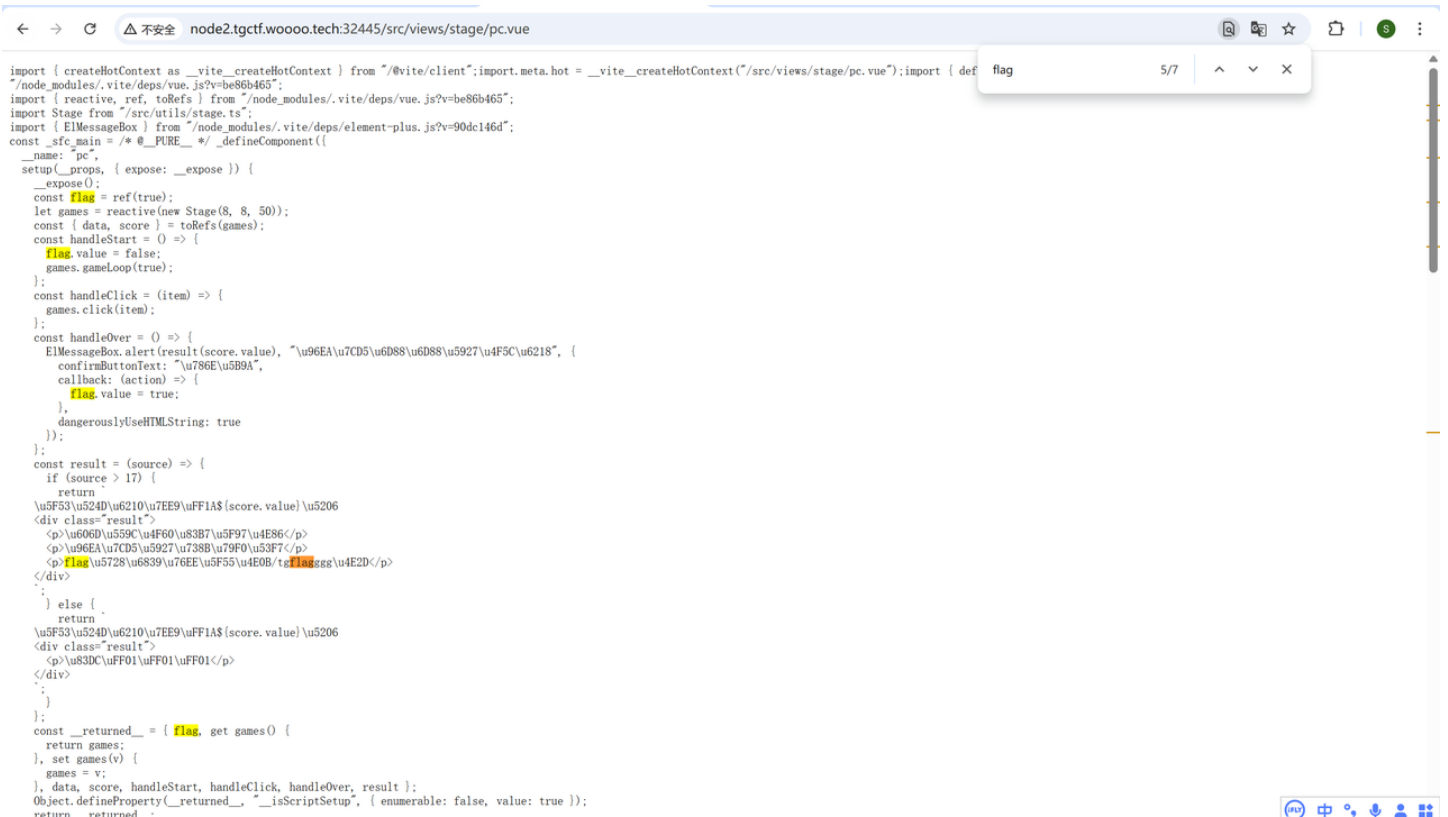 不安全 node2.tgctf.woooo.tech:32445/src/views/stage/pc.vue
S
flag 5/7
import { createHotContext as __vite__createHotContext } from "/@vite/client";import.meta.hot = __vite__createHotContext("/src/views/stage/pc.vue");import { def
"/node_modules/.vite/deps/vue.js?v=be86b465";
import { reactive, ref, toRefs } from "/node_modules/.vite/deps/vue.js?v=be86b465";
import Stage from "/src/utils/stage.ts";
import { ElMessageBox } from "/node_modules/.vite/deps/element-plus.js?v=90dc146d";
const _sfc_main = /* @__PURE__ */ _defineComponent({
  __name: "pc",
  setup(__props, { expose: __expose }) {
    __expose();
    const flag = ref(true);
    let games = reactive(new Stage(8, 8, 50));
    const { data, score } = toRefs(games);
    const handleStart = () => {
      flag.value = false;
      games.gameLoop(true);
    };
    const handleClick = (item) => {
      games.click(item);
    };
    const handleOver = () => {
      ElMessageBox.alert(result(score.value), "\u96EA\u7CD5\u6D88\u6D88\u5927\u4F5C\u6218", {
        confirmButtonText: "\u786E\u5B9A",
        callback: (action) => {
          flag.value = true;
        },
        dangerouslyUseHTMLString: true
      });
    };
    const result = (source) => {
      if (source > 17) {
        return `
    \u5F53\u524D\u6210\u7EE9\uFF1A${score.value}\u5206
    <div class="result">
      <p>\u606D\u559C\u4F60\u83B7\u5F97\u4E86</p>
      <p>\u96EA\u7CD5\u5927\u738B\u79F0\u53F7</p>
      <p>flag\u5728\u6839\u76EE\u5F55\u4E0B/tgflagggg\u4E2D</p>
    </div>
    `;
      } else {
        return `
    \u5F53\u524D\u6210\u7EE9\uFF1A${score.value}\u5206
    <div class="result">
      <p>\u83DC\uFF01\uFF01\uFF01</p>
    </div>
    `;
      }
    };
    const __returned__ = { flag, get games() {
      return games;
    }, set games(v) {
      games = v;
    }, data, score, handleStart, handleClick, handleOver, result };
    Object.defineProperty(__returned__, "__isScriptSetup", { enumerable: false, value: true });
    return __returned__;
iFLY 中